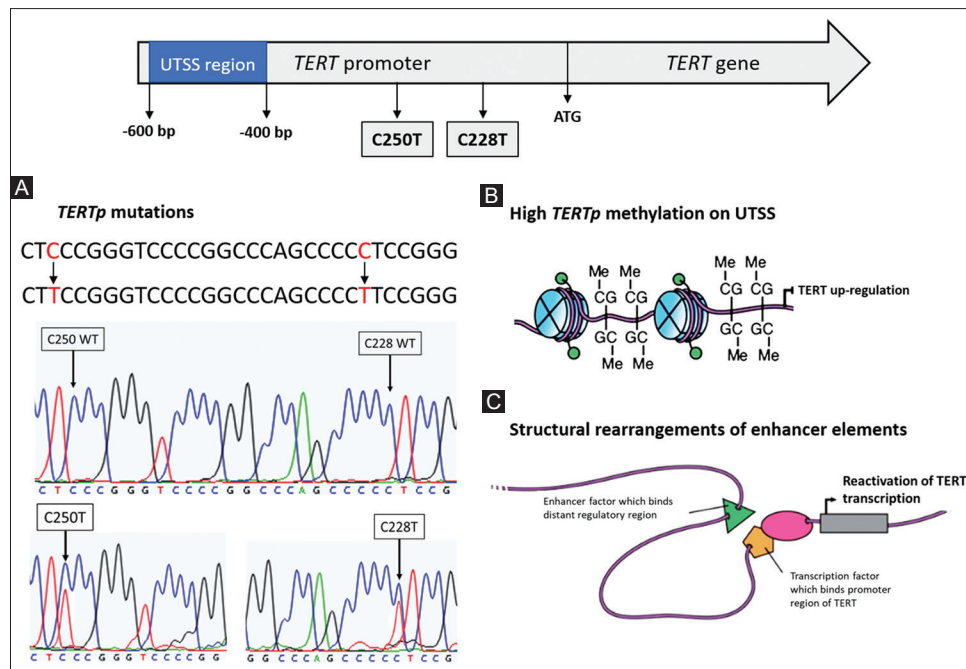 UTSS region
TERT promoter
TERT gene
-600 bp
-400 bp
C250T
C228T
ATG
A
TERTp mutations
CTCCCGGGTCCCCGGCCCAGCCCCCTCCGGG
CTTCCGGGTCCCCGGCCCAGCCCCTTCCGGG
C250 WT
C228 WT
C T C C C G G G T C C C C G G C C C A G C C C C C T C C G
C250T
C228T
C T C C C G G G T C C C C G G
G G C C C A G C C C C C T C C G
B
High TERTp methylation on UTSS
Me Me Me Me
CG CG CG CG
GC GC GC GC
Me Me Me Me
TERT up-regulation
C
Structural rearrangements of enhancer elements
Enhancer factor which binds
distant regulatory region
Reactivation of TERT
transcription
Transcription factor
which binds promoter
region of TERT